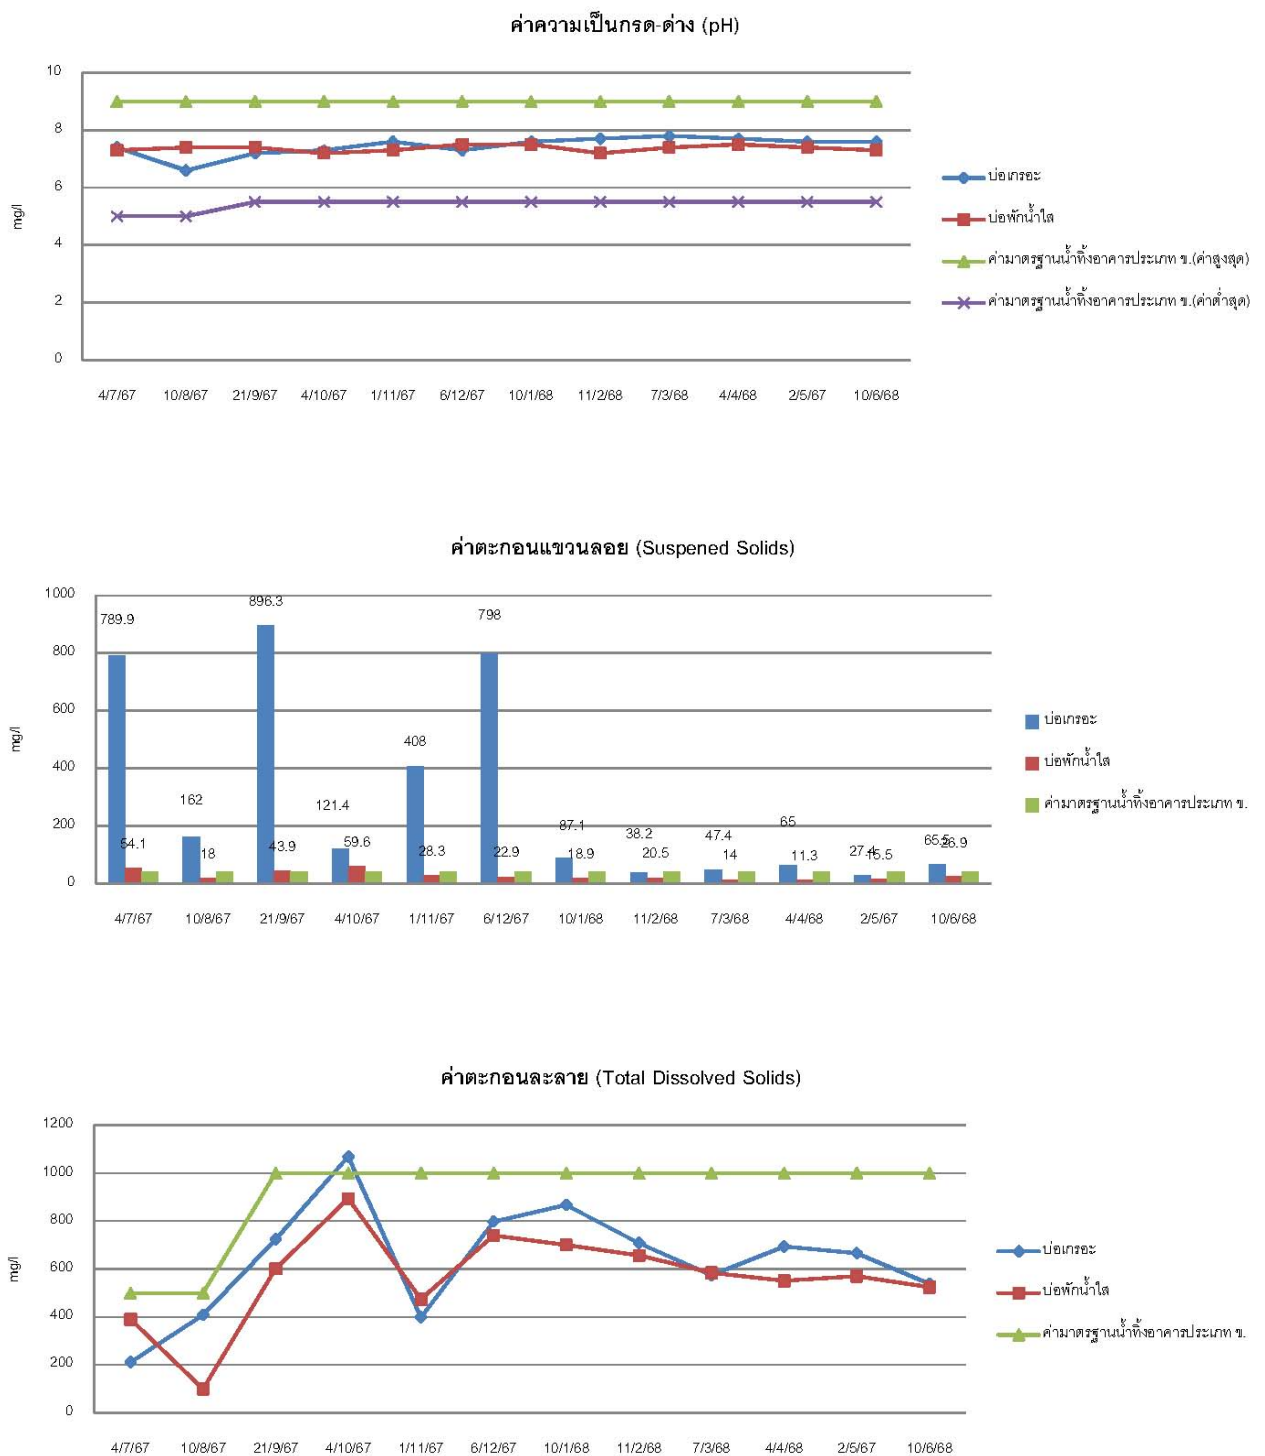 ค่าความเป็นกรด-ด่าง (pH)
10
8
6
4
2
0
mg/l
4/7/67 10/8/67 21/9/67 4/10/67 1/11/67 6/12/67 10/1/68 11/2/68 7/3/68 4/4/68 2/5/67 10/6/68
บ่อเกรอะ
บ่อพักน้ำใส
ค่ามาตรฐานน้ำทิ้งอาคารประเภท ข.(ค่าสูงสุด)
ค่ามาตรฐานน้ำทิ้งอาคารประเภท ข.(ค่าต่ำสุด)
ค่าตะกอนแขวนลอย (Suspened Solids)
1000
800
600
400
200
0
mg/l
789.9 162 896.3 121.4 408 798 87.1 38.2 47.4 65 27.4 65.5
54.1 18 43.9 59.6 28.3 22.9 18.9 20.5 14 11.3 15.5 26.9
4/7/67 10/8/67 21/9/67 4/10/67 1/11/67 6/12/67 10/1/68 11/2/68 7/3/68 4/4/68 2/5/67 10/6/68
บ่อเกรอะ
บ่อพักน้ำใส
ค่ามาตรฐานน้ำทิ้งอาคารประเภท ข.
ค่าตะกอนละลาย (Total Dissolved Solids)
1200
1000
800
600
400
200
0
mg/l
4/7/67 10/8/67 21/9/67 4/10/67 1/11/67 6/12/67 10/1/68 11/2/68 7/3/68 4/4/68 2/5/67 10/6/68
บ่อเกรอะ
บ่อพักน้ำใส
ค่ามาตรฐานน้ำทิ้งอาคารประเภท ข.